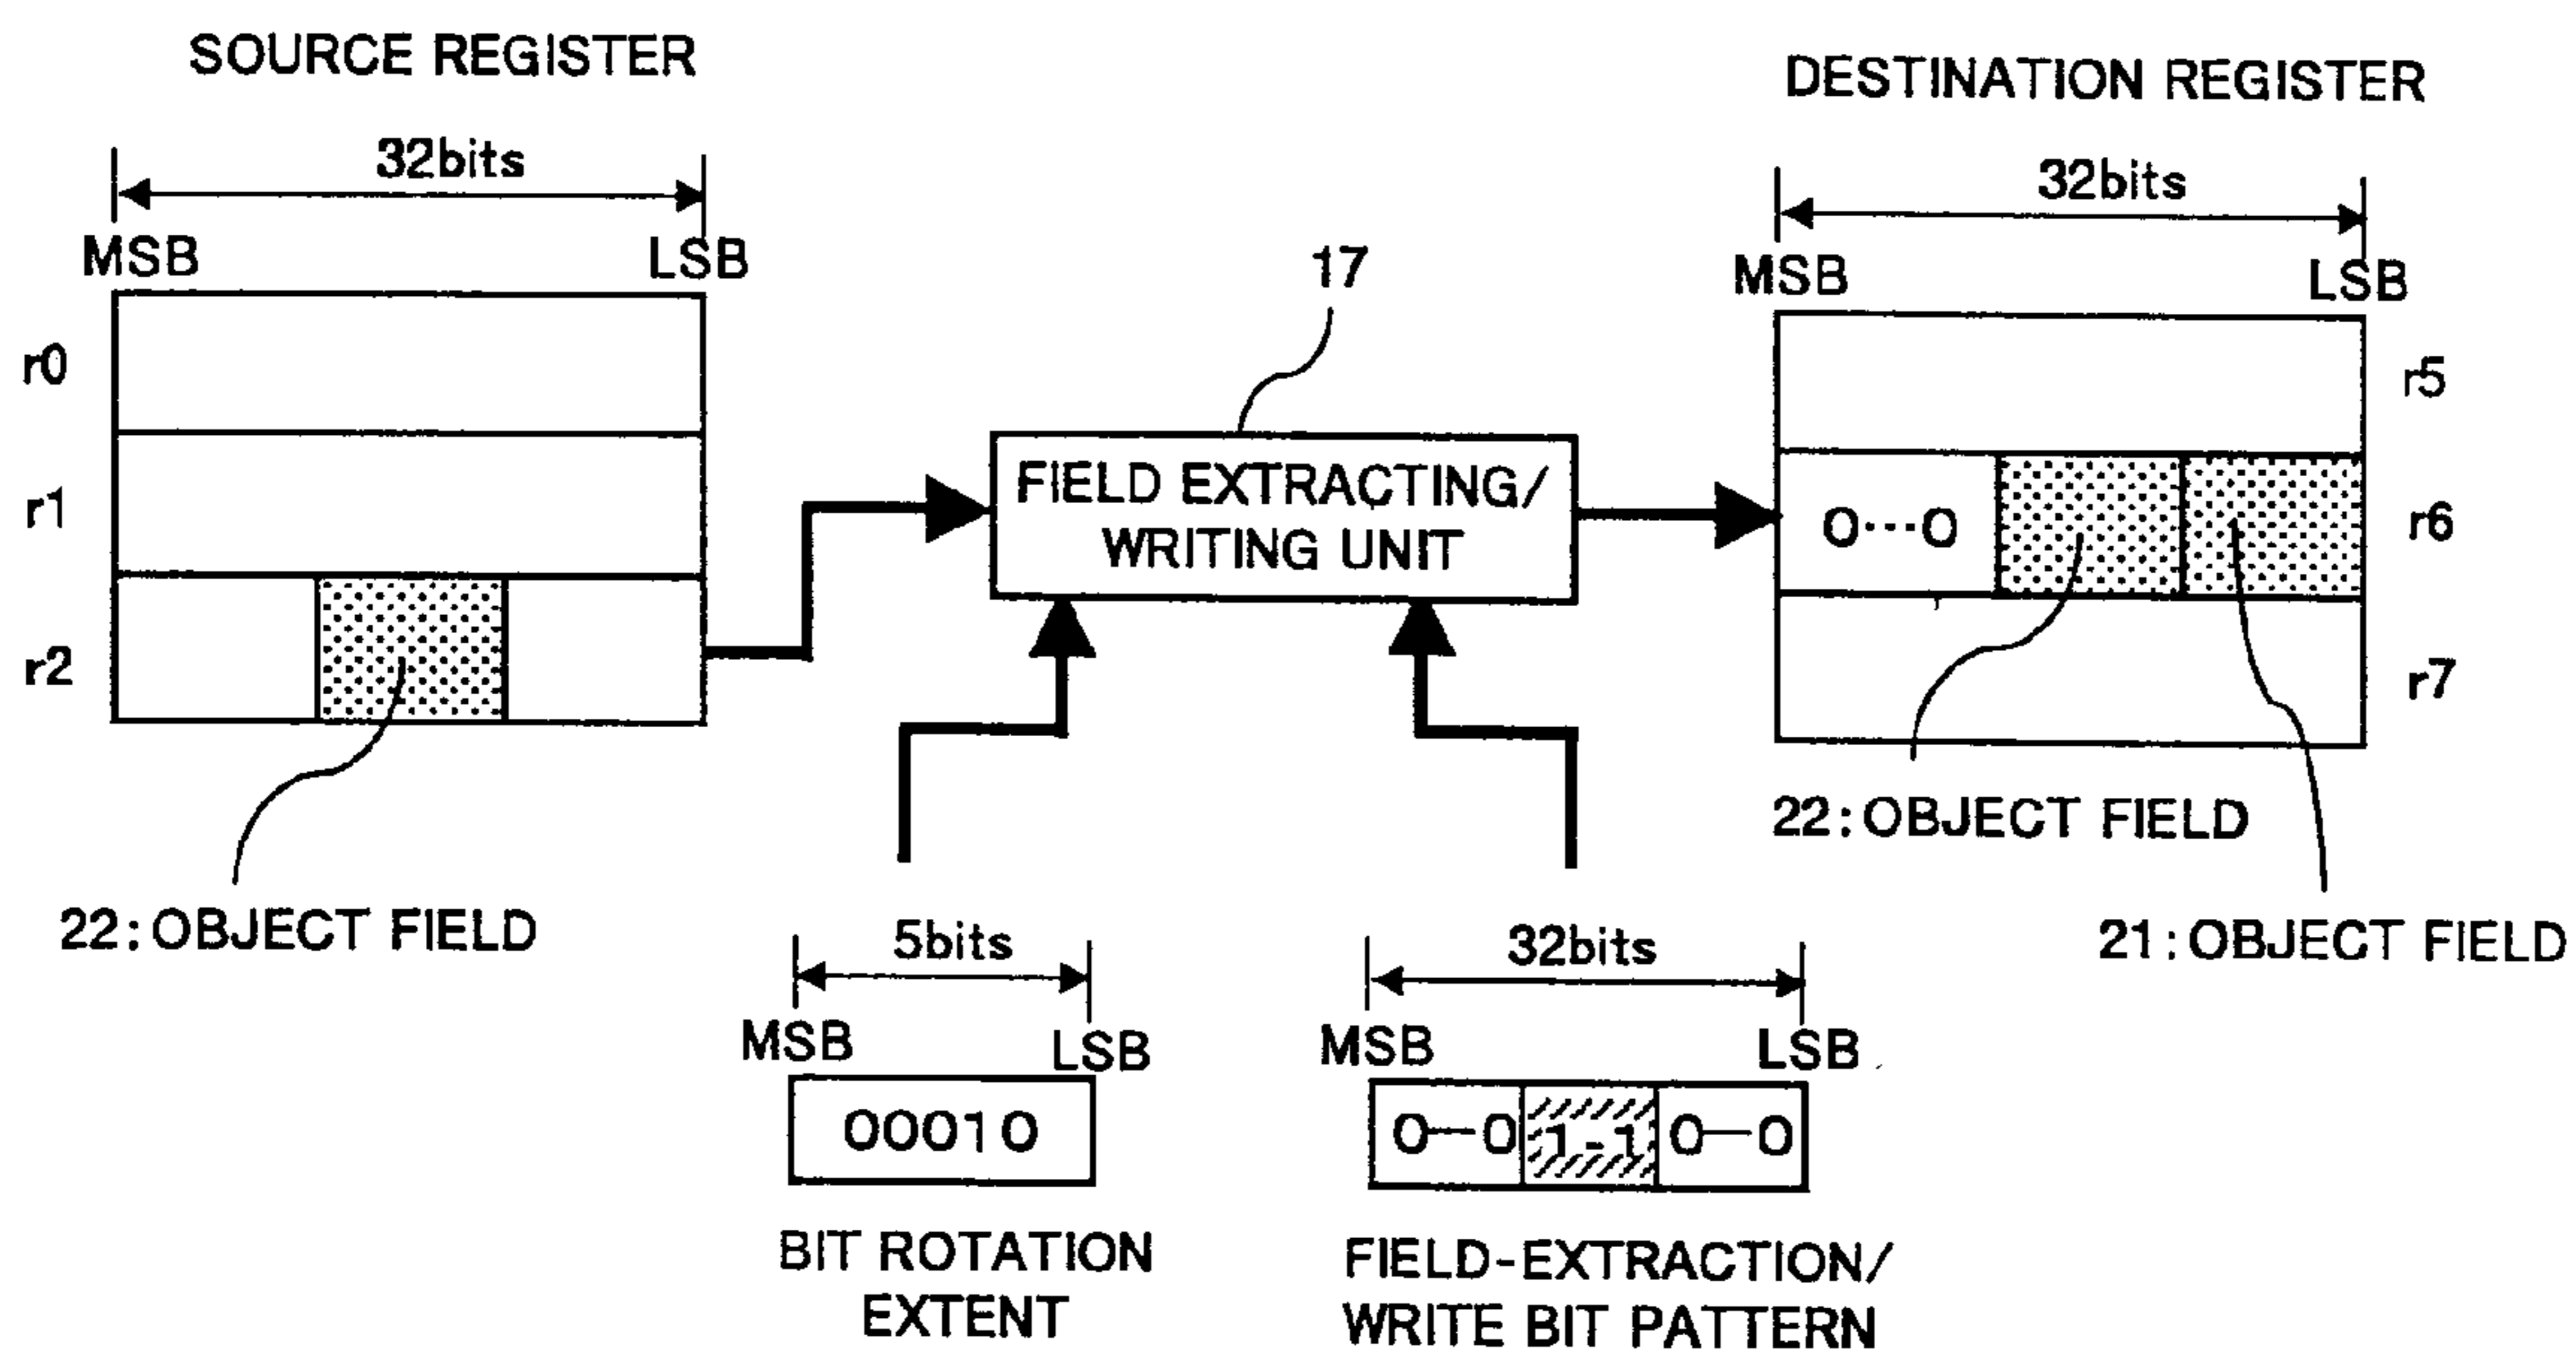 SOURCE REGISTER
32bits
MSB
LSB
r0
r1
r2
22:OBJECT FIELD
17
FIELD EXTRACTING/
WRITING UNIT
5bits
MSB
LSB
00010
BIT ROTATION
EXTENT
32bits
MSB
LSB
0—0
1-1
0—0
FIELD-EXTRACTION/
WRITE BIT PATTERN
DESTINATION REGISTER
32bits
MSB
LSB
r5
0···0
r6
r7
22:OBJECT FIELD
21:OBJECT FIELD